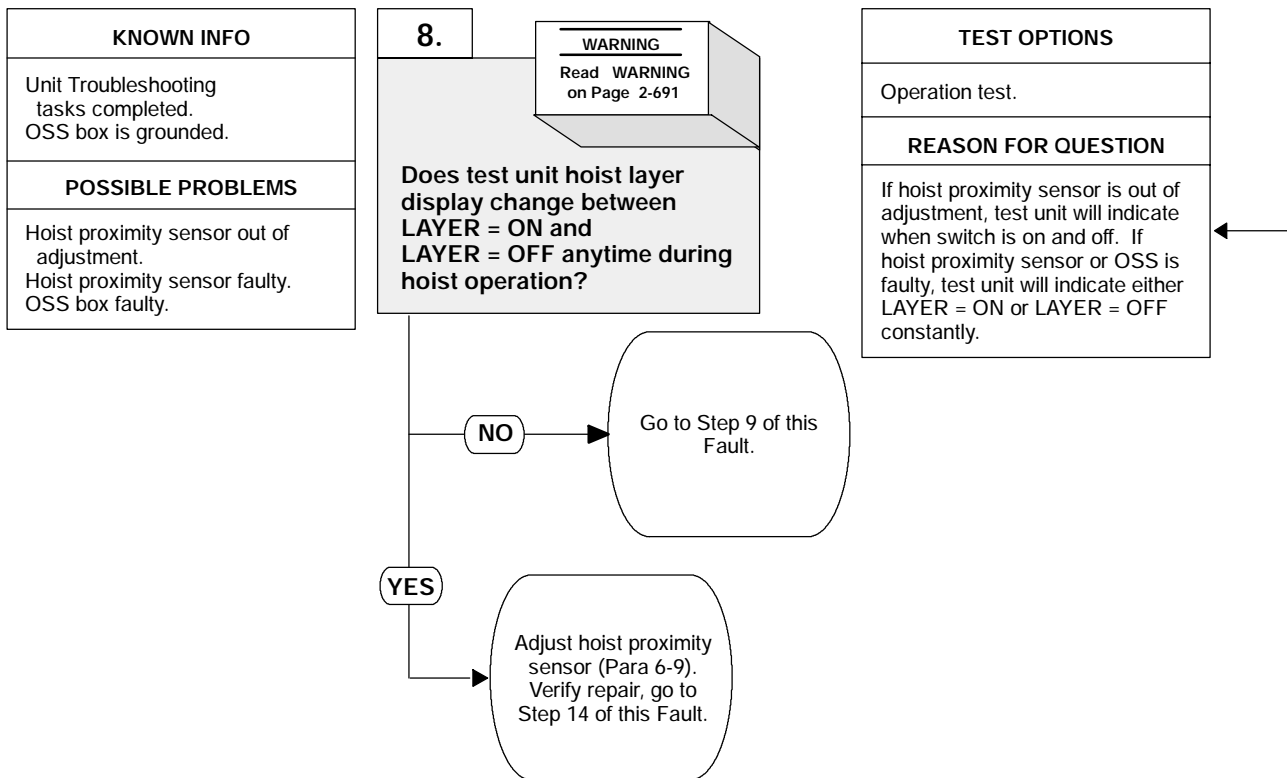 KNOWN INFO
Unit Troubleshooting
tasks completed.
OSS box is grounded.
POSSIBLE PROBLEMS
Hoist proximity sensor out of
adjustment.
Hoist proximity sensor faulty.
OSS box faulty.
8.
WARNING
Read WARNING
on Page 2-691
Does test unit hoist layer
display change between
LAYER = ON and
LAYER = OFF anytime during
hoist operation?
TEST OPTIONS
Operation test.
REASON FOR QUESTION
If hoist proximity sensor is out of
adjustment, test unit will indicate
when switch is on and off. If
hoist proximity sensor or OSS is
faulty, test unit will indicate either
LAYER = ON or LAYER = OFF
constantly.
NO
Go to Step 9 of this
Fault.
YES
Adjust hoist proximity
sensor (Para 6-9).
Verify repair, go to
Step 14 of this Fault.